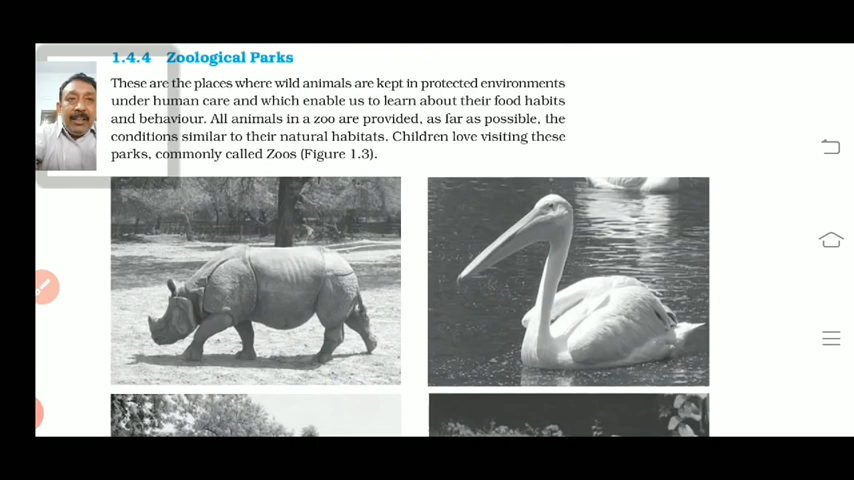 1.4.4 Zoological Parks
These are the places where wild animals are kept in protected environments
under human care and which enable us to learn about their food habits
and behaviour. All animals in a zoo are provided, as far as possible, the
conditions similar to their natural habitats. Children love visiting these
parks, commonly called Zoos (Figure 1.3).